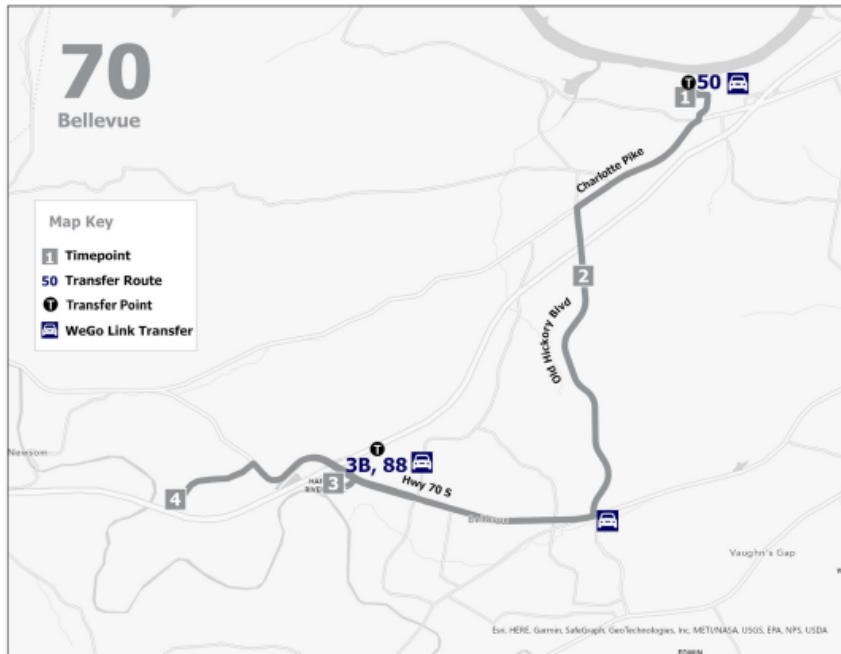 70
Bellevue
50
1
Charlotte Pike
Map Key
1 Timepoint
50 Transfer Route
T Transfer Point
WeGo Link Transfer
2
Old Hickory Blvd
Newsom
T
3B, 88
3
Hwy 70 S
4
Bellevue
Vaughn's Gap
Esri, HERE, Garmin, SafeGraph, GeoTechnologies, Inc, METI/NASA, USGS, EPA, NPS, USDA